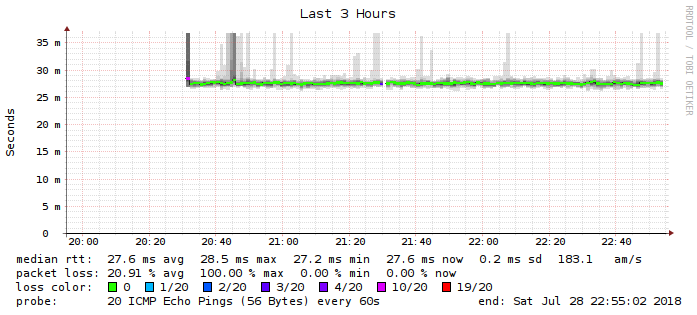 Last 3 Hours
RRDTOOL / TOBI OETIKER
Seconds
35 m
30 m
25 m
20 m
15 m
10 m
5 m
0
20:00 20:20 20:40 21:00 21:20 21:40 22:00 22:20 22:40
median rtt: 27.6 ms avg 28.5 ms max 27.2 ms min 27.6 ms now 0.2 ms sd 183.1 am/s
packet loss: 20.91 % avg 100.00 % max 0.00 % min 0.00 % now
loss color: 0 1/20 2/20 3/20 4/20 10/20 19/20
probe: 20 ICMP Echo Pings (56 Bytes) every 60s end: Sat Jul 28 22:55:02 2018